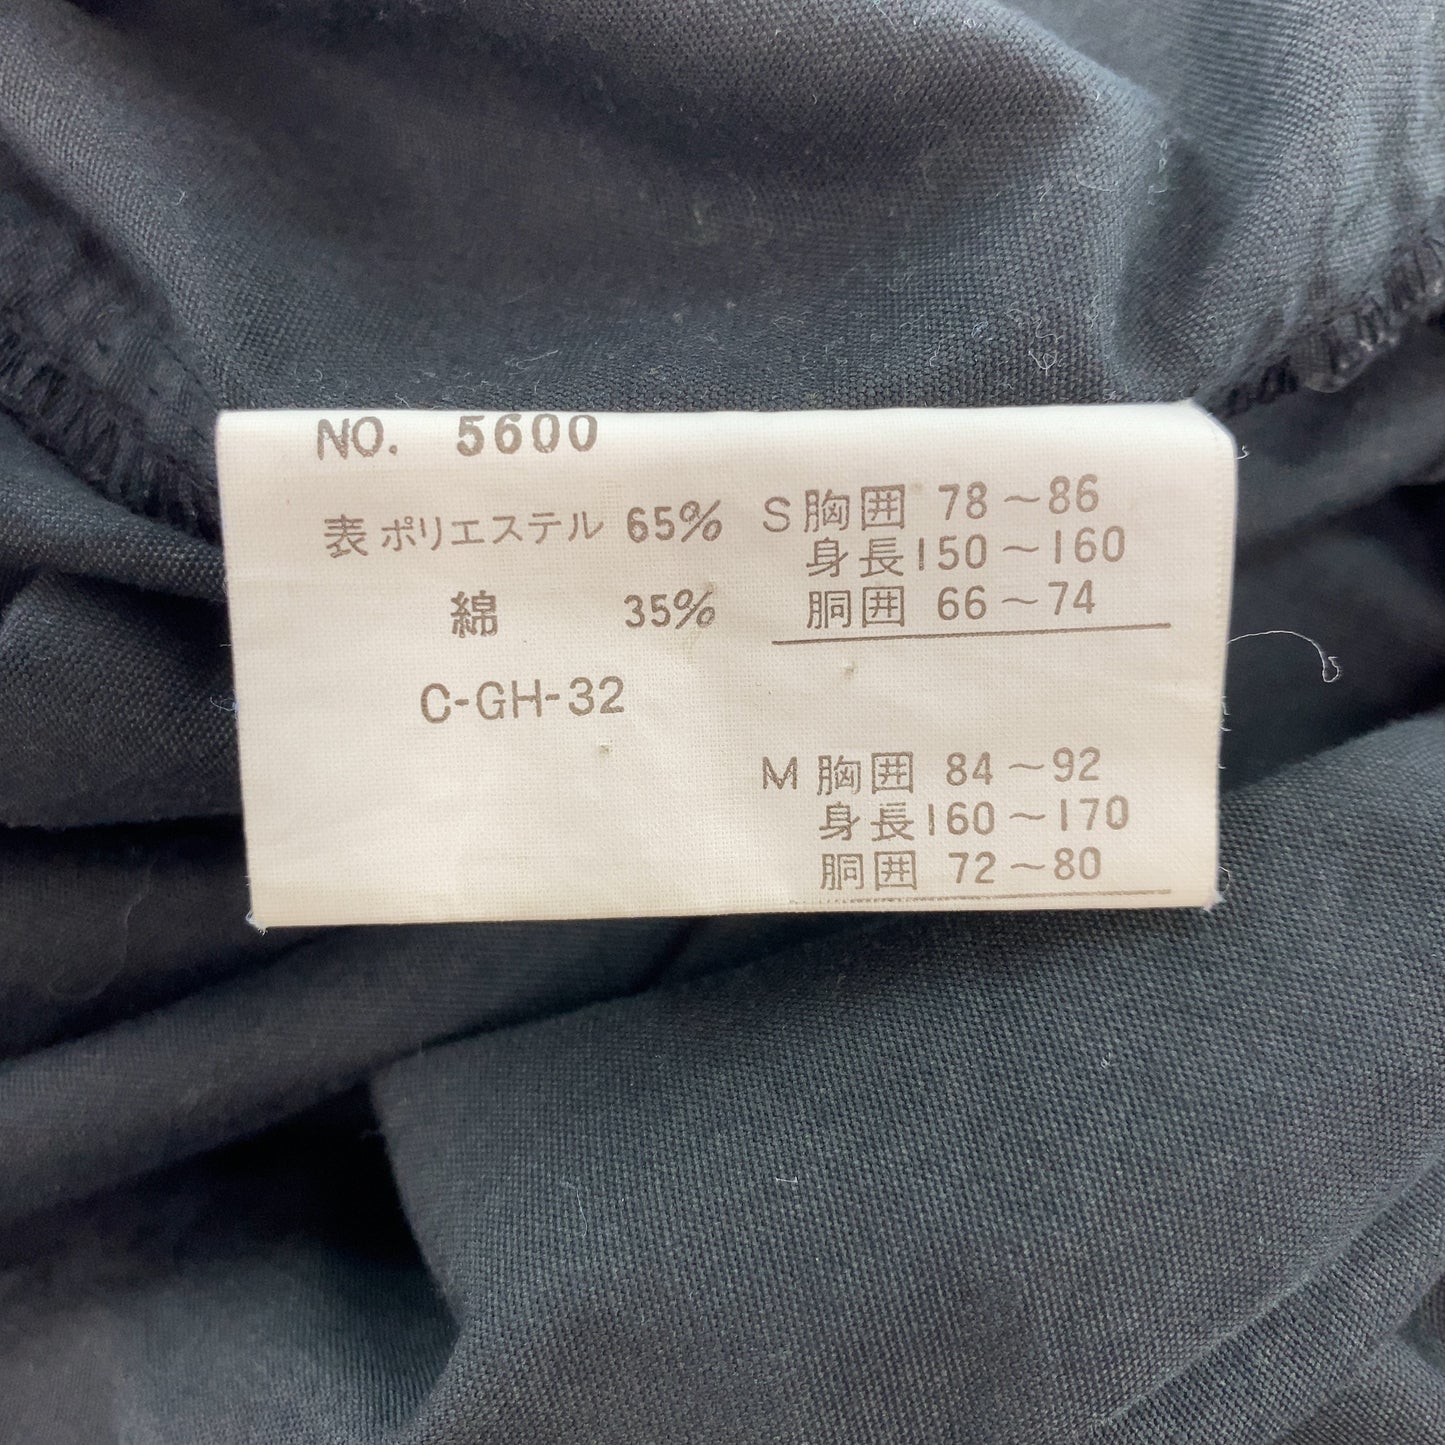 NO. 5600
表 ポリエステル 65%
綿 35%
C-GH-32
S 胸囲 78～86
身長 150～160
胴囲 66～74
M 胸囲 84～92
身長 160～170
胴囲 72～80